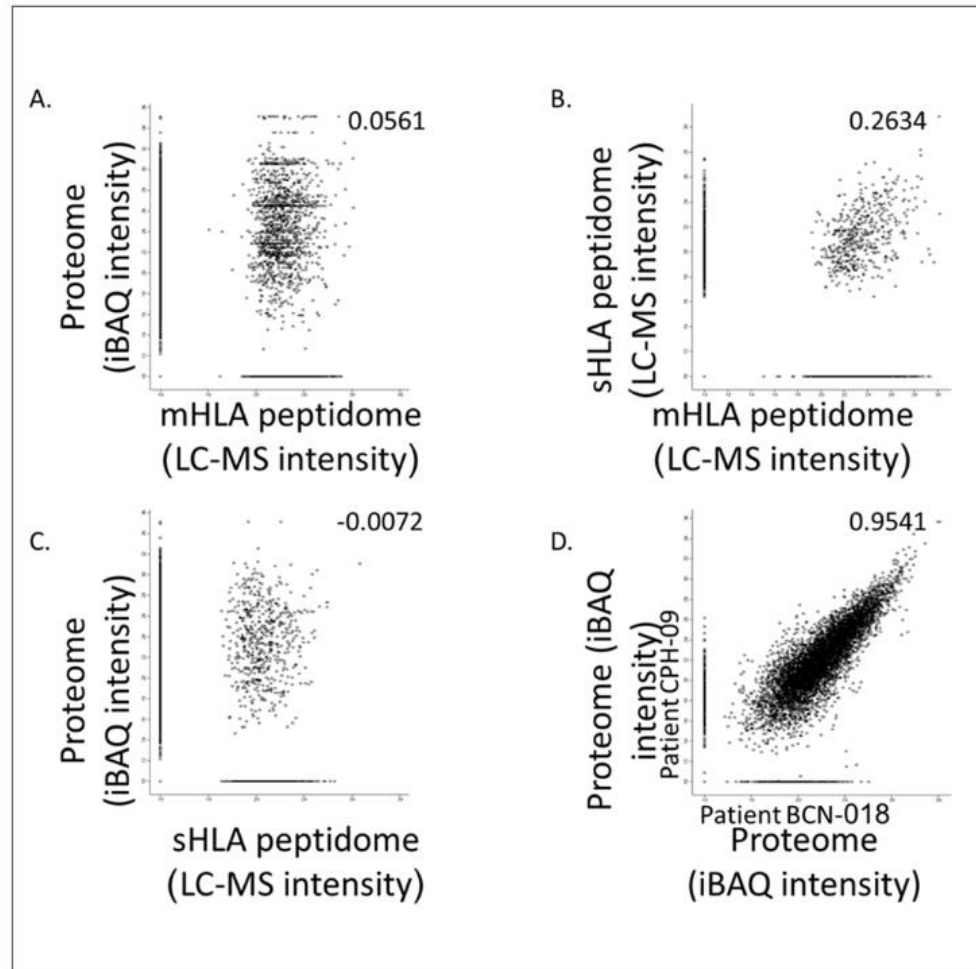 A.
0.0561
Proteome
(iBAQ intensity)
mHLA peptidome
(LC-MS intensity)
B.
0.2634
sHLA peptidome
(LC-MS intensity)
mHLA peptidome
(LC-MS intensity)
C.
-0.0072
Proteome
(iBAQ intensity)
sHLA peptidome
(LC-MS intensity)
D.
0.9541
Proteome (iBAQ
intensity)
Patient CPH-09
Patient BCN-018
Proteome
(iBAQ intensity)